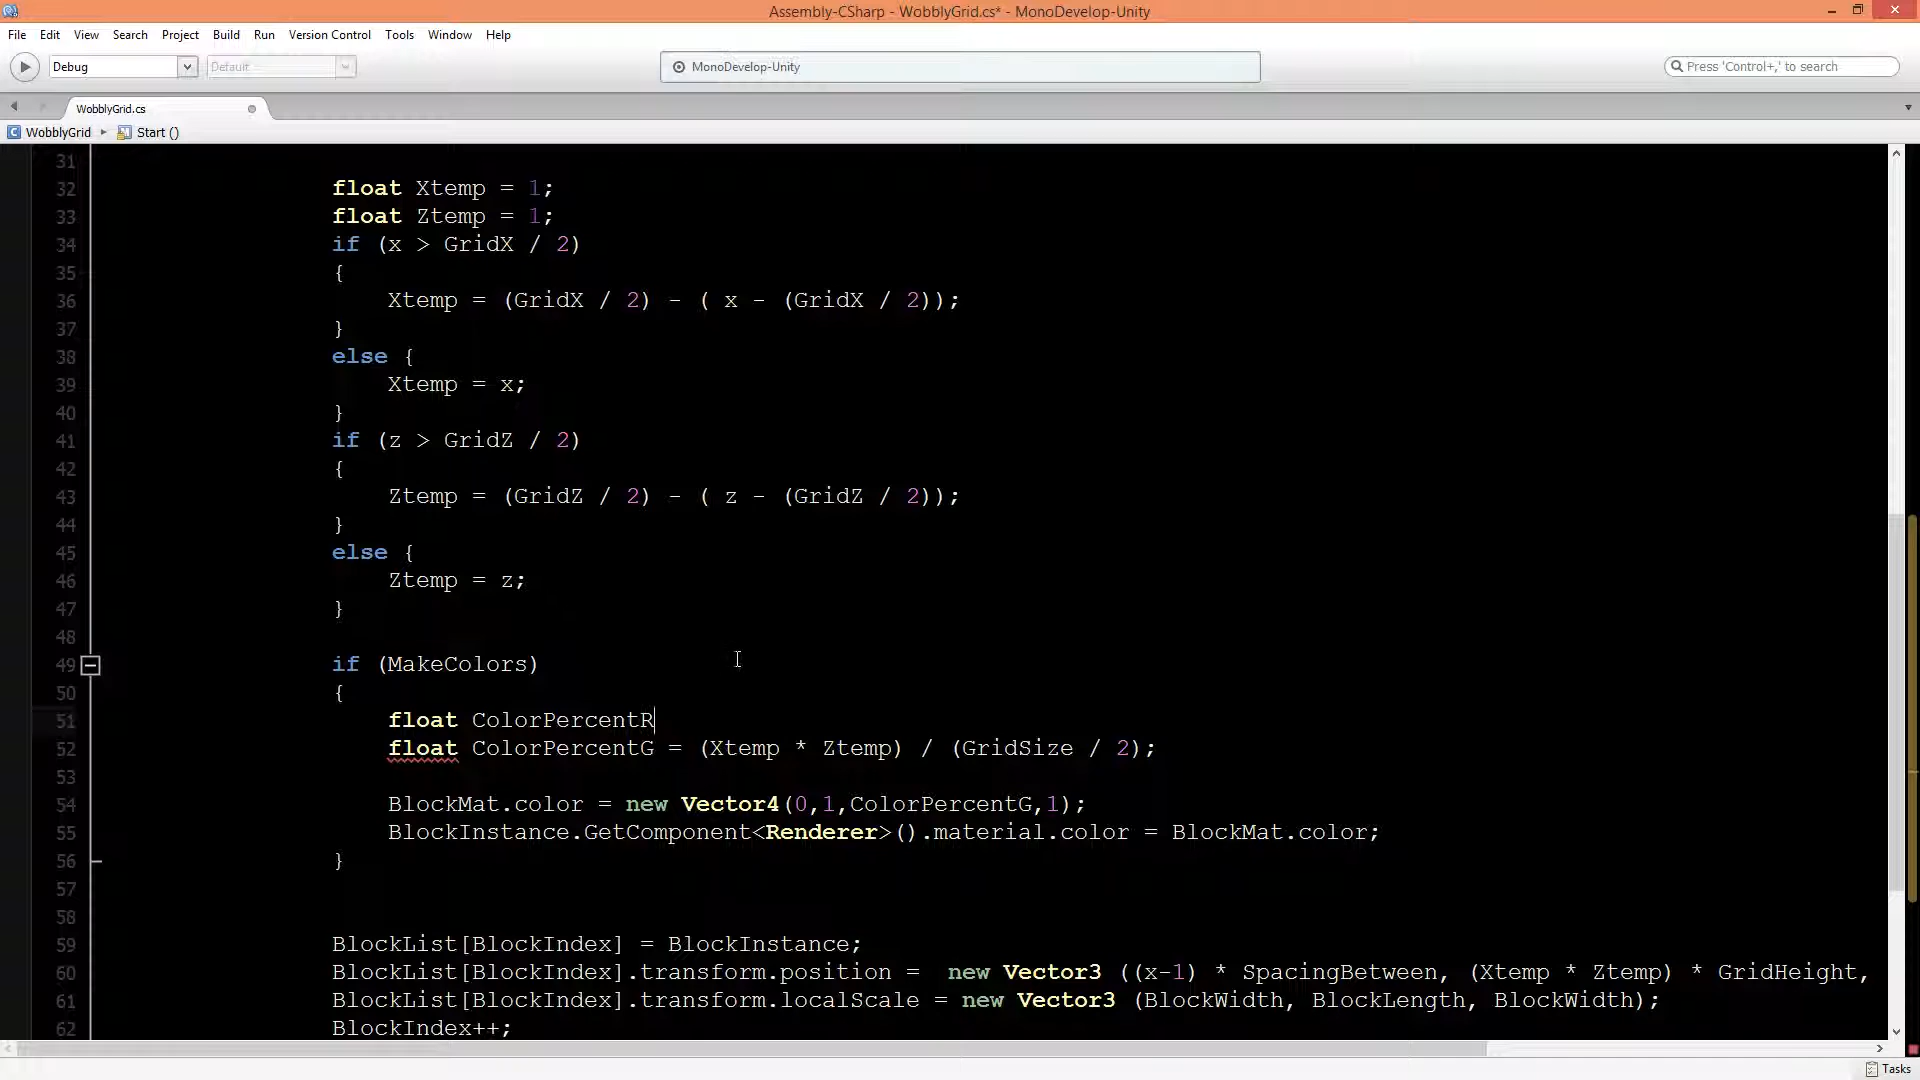 Assembly-CSharp - WobblyGrid.cs* - MonoDevelop-Unity
File Edit View Search Project Build Run Version Control Tools Window Help
Debug Default MonoDevelop-Unity Press 'Control+,' to search
WobblyGrid.cs
WobblyGrid Start ()
31
32 float Xtemp = 1;
33 float Ztemp = 1;
34 if (x > GridX / 2)
35 {
36 Xtemp = (GridX / 2) - ( x - (GridX / 2));
37 }
38 else {
39 Xtemp = x;
40 }
41 if (z > GridZ / 2)
42 {
43 Ztemp = (GridZ / 2) - ( z - (GridZ / 2));
44 }
45 else {
46 Ztemp = z;
47 }
48
49 if (MakeColors)
50 {
51 float ColorPercentR
52 float ColorPercentG = (Xtemp * Ztemp) / (GridSize / 2);
53
54 BlockMat.color = new Vector4(0,1,ColorPercentG,1);
55 BlockInstance.GetComponent<Renderer>().material.color = BlockMat.color;
56 }
57
58
59 BlockList[BlockIndex] = BlockInstance;
60 BlockList[BlockIndex].transform.position =  new Vector3 ((x-1) * SpacingBetween, (Xtemp * Ztemp) * GridHeight,
61 BlockList[BlockIndex].transform.localScale = new Vector3 (BlockWidth, BlockLength, BlockWidth);
62 BlockIndex++;
Tasks